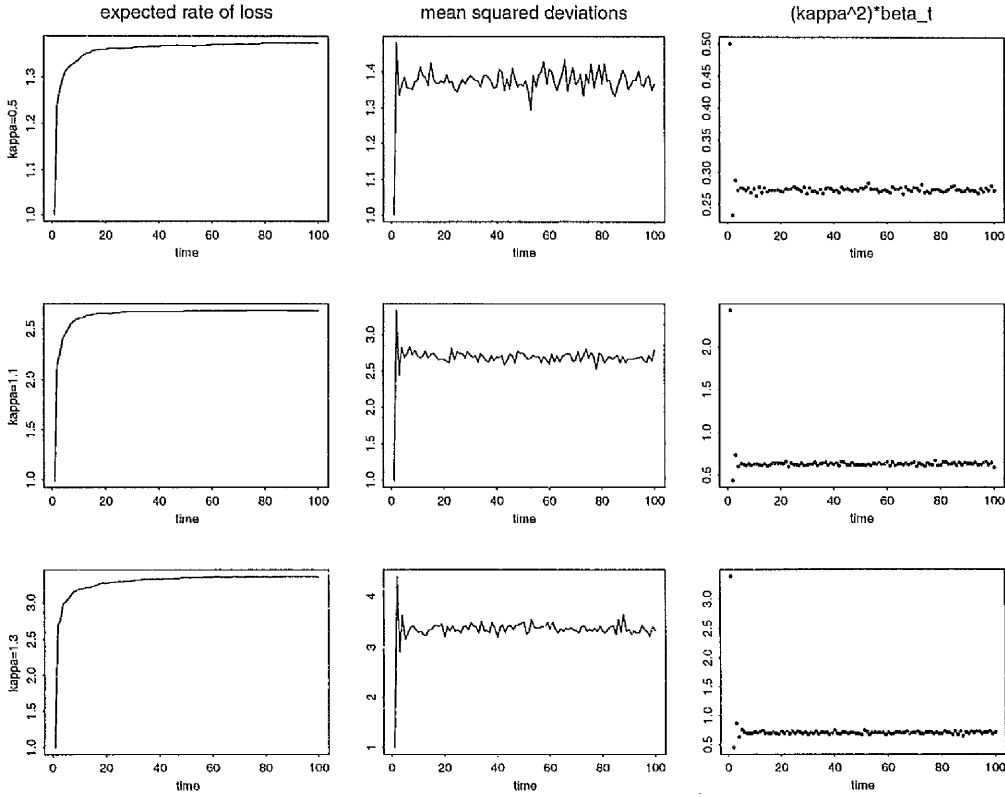 expected rate of loss
mean squared deviations
(kappa^2)*beta_t
kappa=0.5
1.0 1.1 1.2 1.3
0 20 40 60 80 100
time
1.0 1.1 1.2 1.3 1.4
0 20 40 60 80 100
time
0.25 0.30 0.35 0.40 0.45 0.50
0 20 40 60 80 100
time
kappa=1.1
1.0 1.5 2.0 2.5
0 20 40 60 80 100
time
1.0 1.5 2.0 2.5 3.0
0 20 40 60 80 100
time
0.5 1.0 1.5 2.0
0 20 40 60 80 100
time
kappa=1.3
1.0 1.5 2.0 2.5 3.0
0 20 40 60 80 100
time
1 2 3 4
0 20 40 60 80 100
time
0.5 1.0 1.5 2.0 2.5 3.0
0 20 40 60 80 100
time